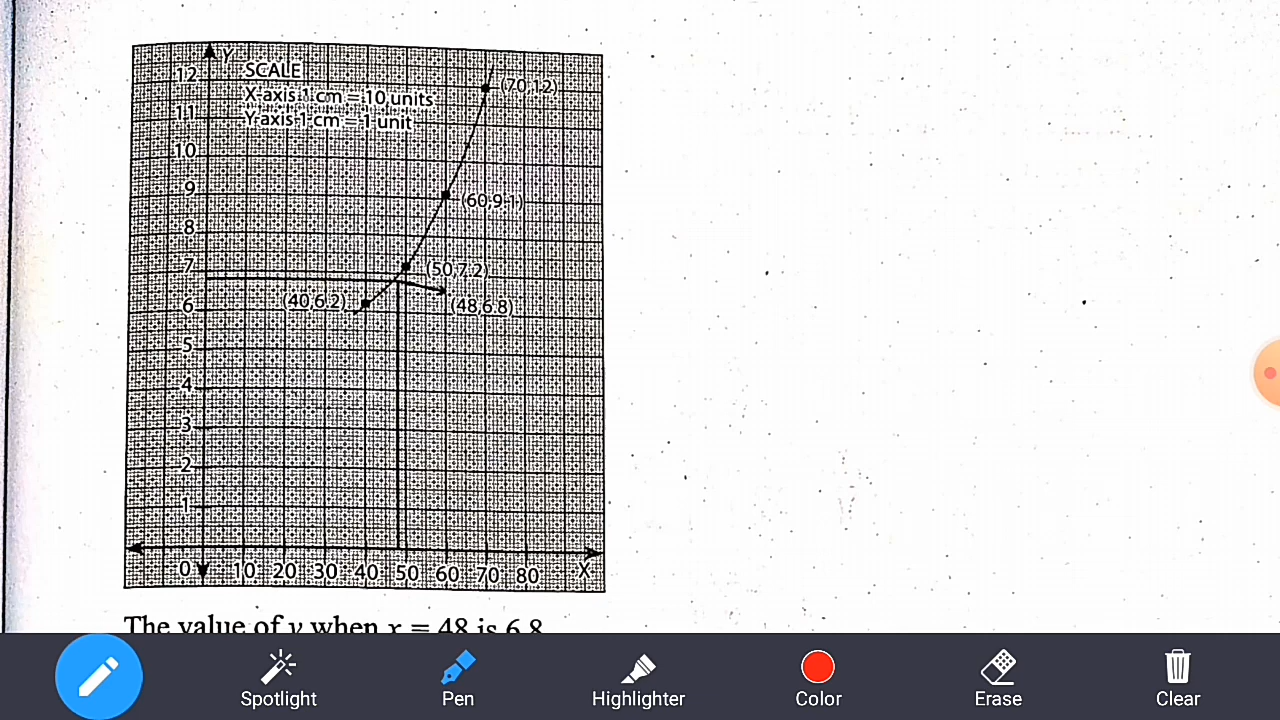 Y
12
SCALE
(70,12)
X-axis 1 cm = 10 units
11
Y axis 1 cm = 1 unit
10
9
(60,9.1)
8
7
(50,7.2)
6
(40,6.2)
(48,6.8)
5
4
3
2
1
0 10 20 30 40 50 60 70 80 X
The value of y when x = 48 is 6.8
Spotlight Pen Highlighter Color Erase Clear